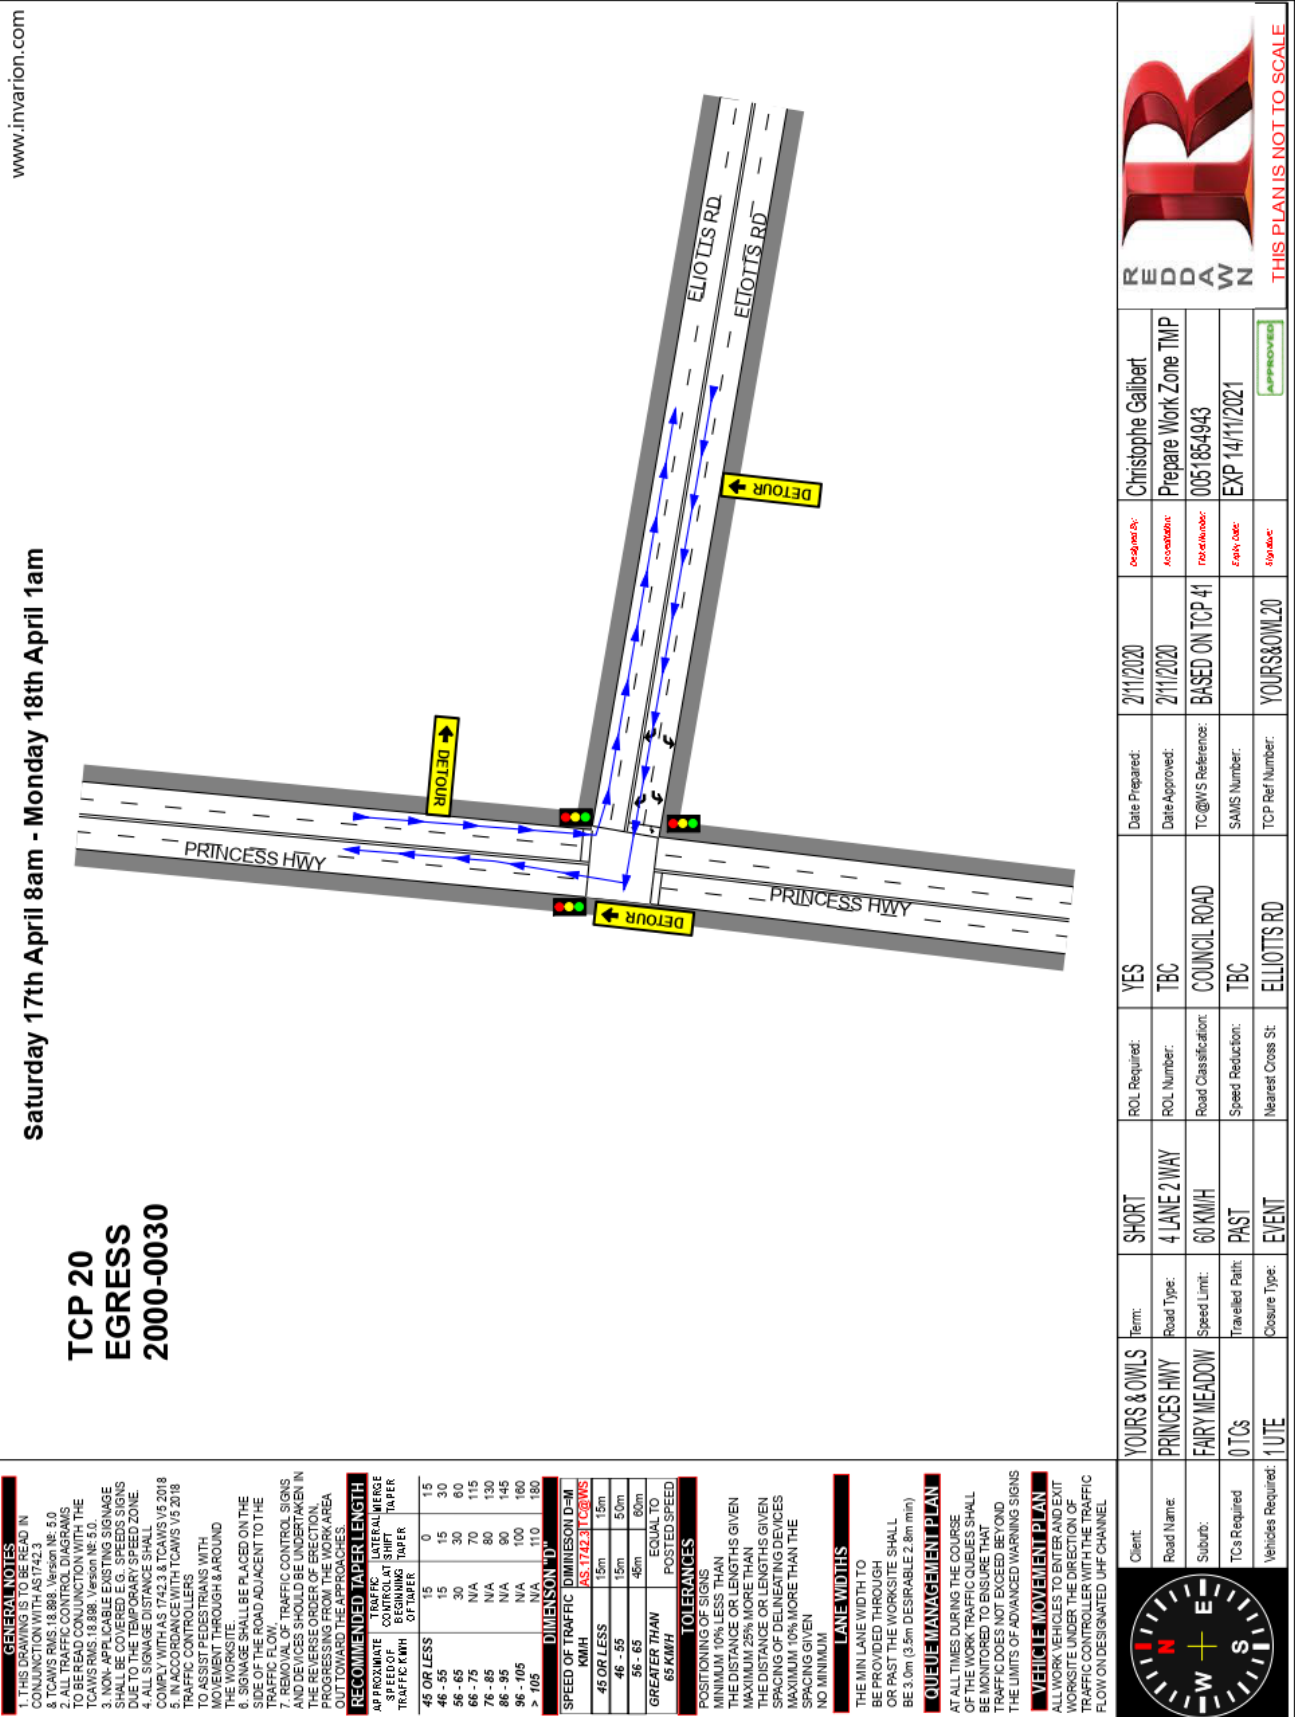 www.invarion.com
Saturday 17th April 8am - Monday 18th April 1am
TCP 20
EGRESS
2000-0030
GENERAL NOTES
1. THIS DRAWING IS TO BE READ IN
CONJUNCTION WITH AS1742.3
& TCAWS RMS.18.898. Version №: 5.0
2. ALL TRAFFIC CONTROL DIAGRAMS
TO BE READ CONJUNCTION WITH THE
TCAWS RMS.18.898. Version №: 5.0.
3. NON- APPLICABLE EXISTING SIGNAGE
SHALL BE COVERED E.G. SPEEDS SIGNS
DUE TO THE TEMPORARY SPEED ZONE.
4. ALL SIGNAGE DISTANCE SHALL
COMPLY WITH AS 1742.3 & TCAWS V5 2018
5. IN ACCORDANCE WITH TCAWS V5 2018
TRAFFIC CONTROLLERS
TO ASSIST PEDESTRIANS WITH
MOVEMENT THROUGH & AROUND
THE WORKSITE.
6. SIGNAGE SHALL BE PLACED ON THE
SIDE OF THE ROAD ADJACENT TO THE
TRAFFIC FLOW.
7. REMOVAL OF TRAFFIC CONTROL SIGNS
AND DEVICES SHOULD BE UNDERTAKEN IN
THE REVERSE ORDER OF ERECTION,
PROGRESSING FROM THE WORK AREA
OUT TOWARD THE APPROACHES.
RECOMMENDED TAPER LENGTH
APPROXIMATE SPEED OF TRAFFIC KM/H TRAFFIC CONTROL AT BEGINNING OF TAPER LATERAL SHIFT TAPER MERGE TAPER
45 OR LESS 15 0 15
46 - 55 15 15 30
56 - 65 30 30 60
66 - 75 N/A 70 115
76 - 85 N/A 80 130
86 - 95 N/A 90 145
96 - 105 N/A 100 160
> 105 N/A 110 180
DIMENSION "D"
SPEED OF TRAFFIC KM/H DIMINESON D=M
AS.1742.3 TC@WS
45 OR LESS 15m 15m
46 - 55 15m 50m
56 - 65 45m 60m
GREATER THAN 65 KM/H EQUAL TO POSTED SPEED
TOLERANCES
POSITIONING OF SIGNS
MINIMUM 10% LESS THAN
THE DISTANCE OR LENGTHS GIVEN
MAXIMUM 25% MORE THAN
THE DISTANCE OR LENGTHS GIVEN
SPACING OF DELINEATING DEVICES
MAXIMUM 10% MORE THAN THE
SPACING GIVEN
NO MINIMUM
LANE WIDTHS
THE MIN LANE WIDTH TO
BE PROVIDED THROUGH
OR PAST THE WORKSITE SHALL
BE 3.0m (3.5m DESIRABLE 2.8m min)
QUEUE MANAGEMENT PLAN
AT ALL TIMES DURING THE COURSE
OF THE WORK TRAFFIC QUEUES SHALL
BE MONITORED TO ENSURE THAT
TRAFFIC DOES NOT EXCEED BEYOND
THE LIMITS OF ADVANCED WARNING SIGNS
VEHICLE MOVEMENT PLAN
ALL WORK VEHICLES TO ENTER AND EXIT
WORKSITE UNDER THE DIRECTION OF
TRAFFIC CONTROLLER WITH THE TRAFFIC
FLOW ON DESIGNATED UHF CHANNEL
PRINCESS HWY
DETOUR
ELIOTTS RD
ELIOTTS RD
DETOUR
DETOUR
PRINCESS HWY
N
E
S
W
Client: YOURS & OWLS Term: SHORT ROL Required: YES Date Prepared: 2/11/2020 Designed By: Christophe Galibert
Road Name: PRINCES HWY Road Type: 4 LANE 2 WAY ROL Number: TBC Date Approved: 2/11/2020 Accreditation: Prepare Work Zone TMP
Suburb: FAIRY MEADOW Speed Limit: 60 KM/H Road Classification: COUNCIL ROAD TC@WS Reference: BASED ON TCP 41 Ticket Number: 0051854943
TCs Required 0 TCs Travelled Path: PAST Speed Reduction: TBC SAMS Number: Expiry Date: EXP 14/11/2021
Vehicles Required: 1 UTE Closure Type: EVENT Nearest Cross St: ELLIOTTS RD TCP Ref Number: YOURS&OWL20 Signature: APPROVED
REDDAWN
R
THIS PLAN IS NOT TO SCALE